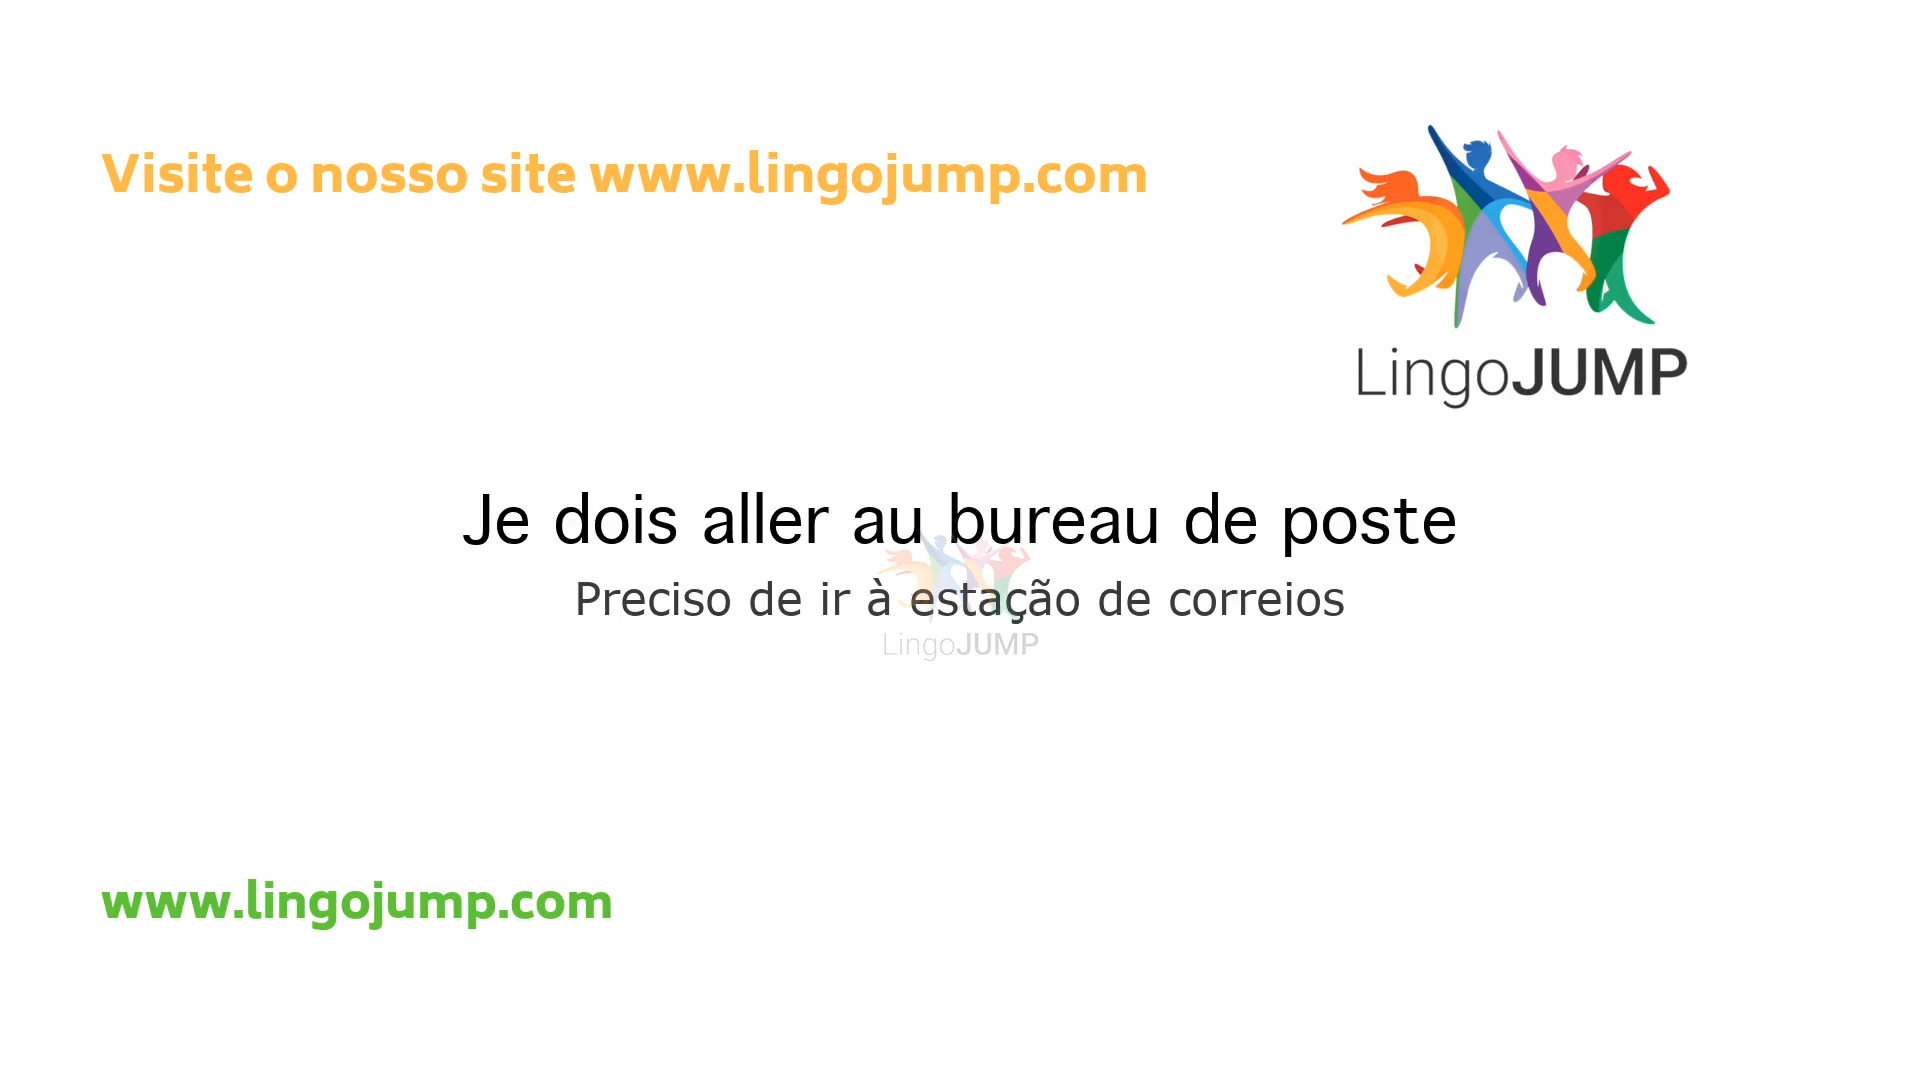 Visite o nosso site www.lingojump.com
LingoJUMP
Je dois aller au bureau de poste
Preciso de ir à estação de correios
LingoJUMP
www.lingojump.com